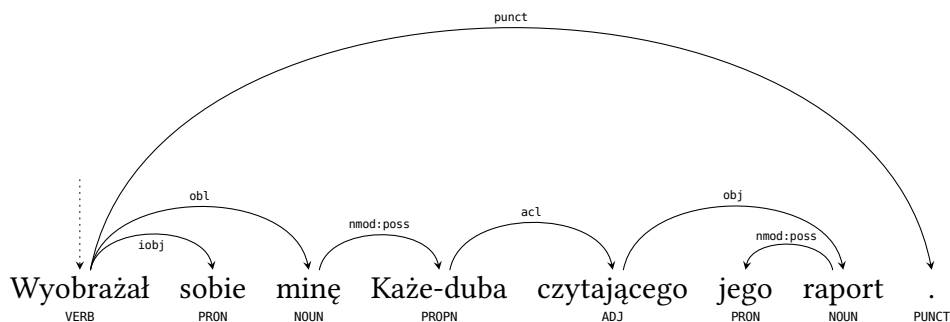 punct
obl
obj
acl
nmod:poss
nmod:poss
iobj
Wyobrażał sobie minę Każe-duba czytającego jego raport .
VERB PRON NOUN PROPN ADJ PRON NOUN PUNCT